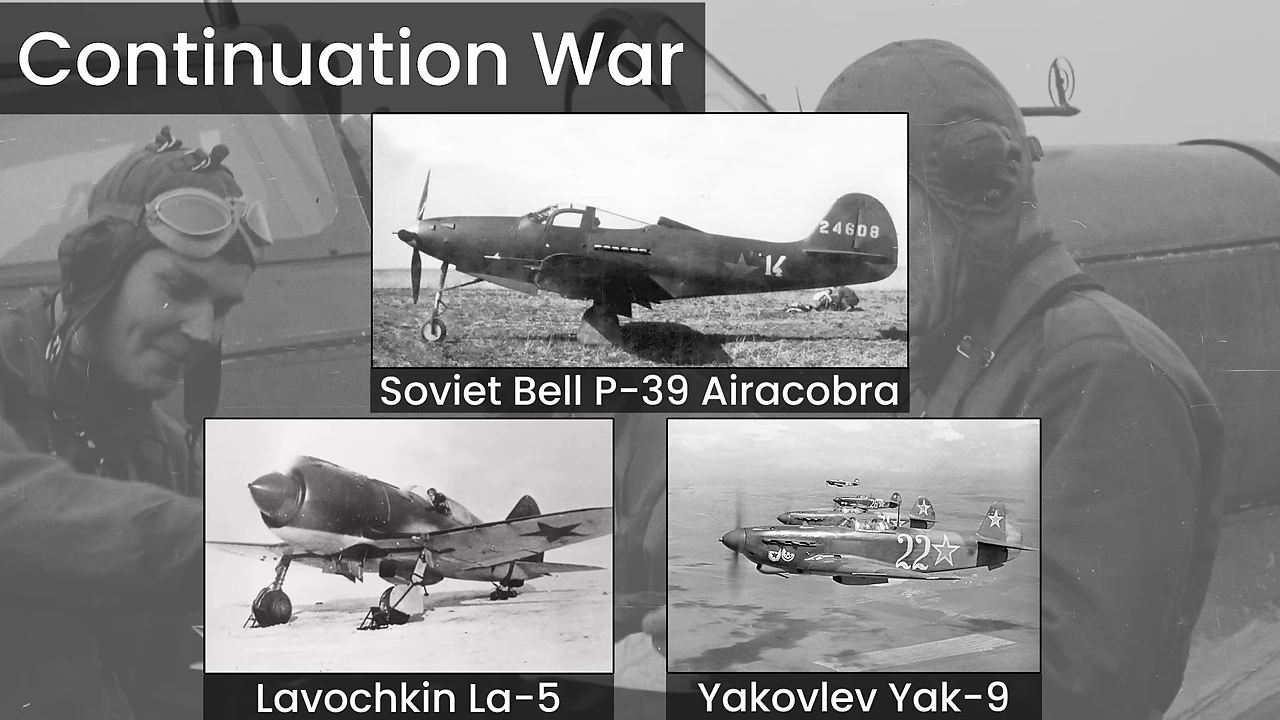 Continuation War
24608
14
Soviet Bell P-39 Airacobra
22
Lavochkin La-5
Yakovlev Yak-9